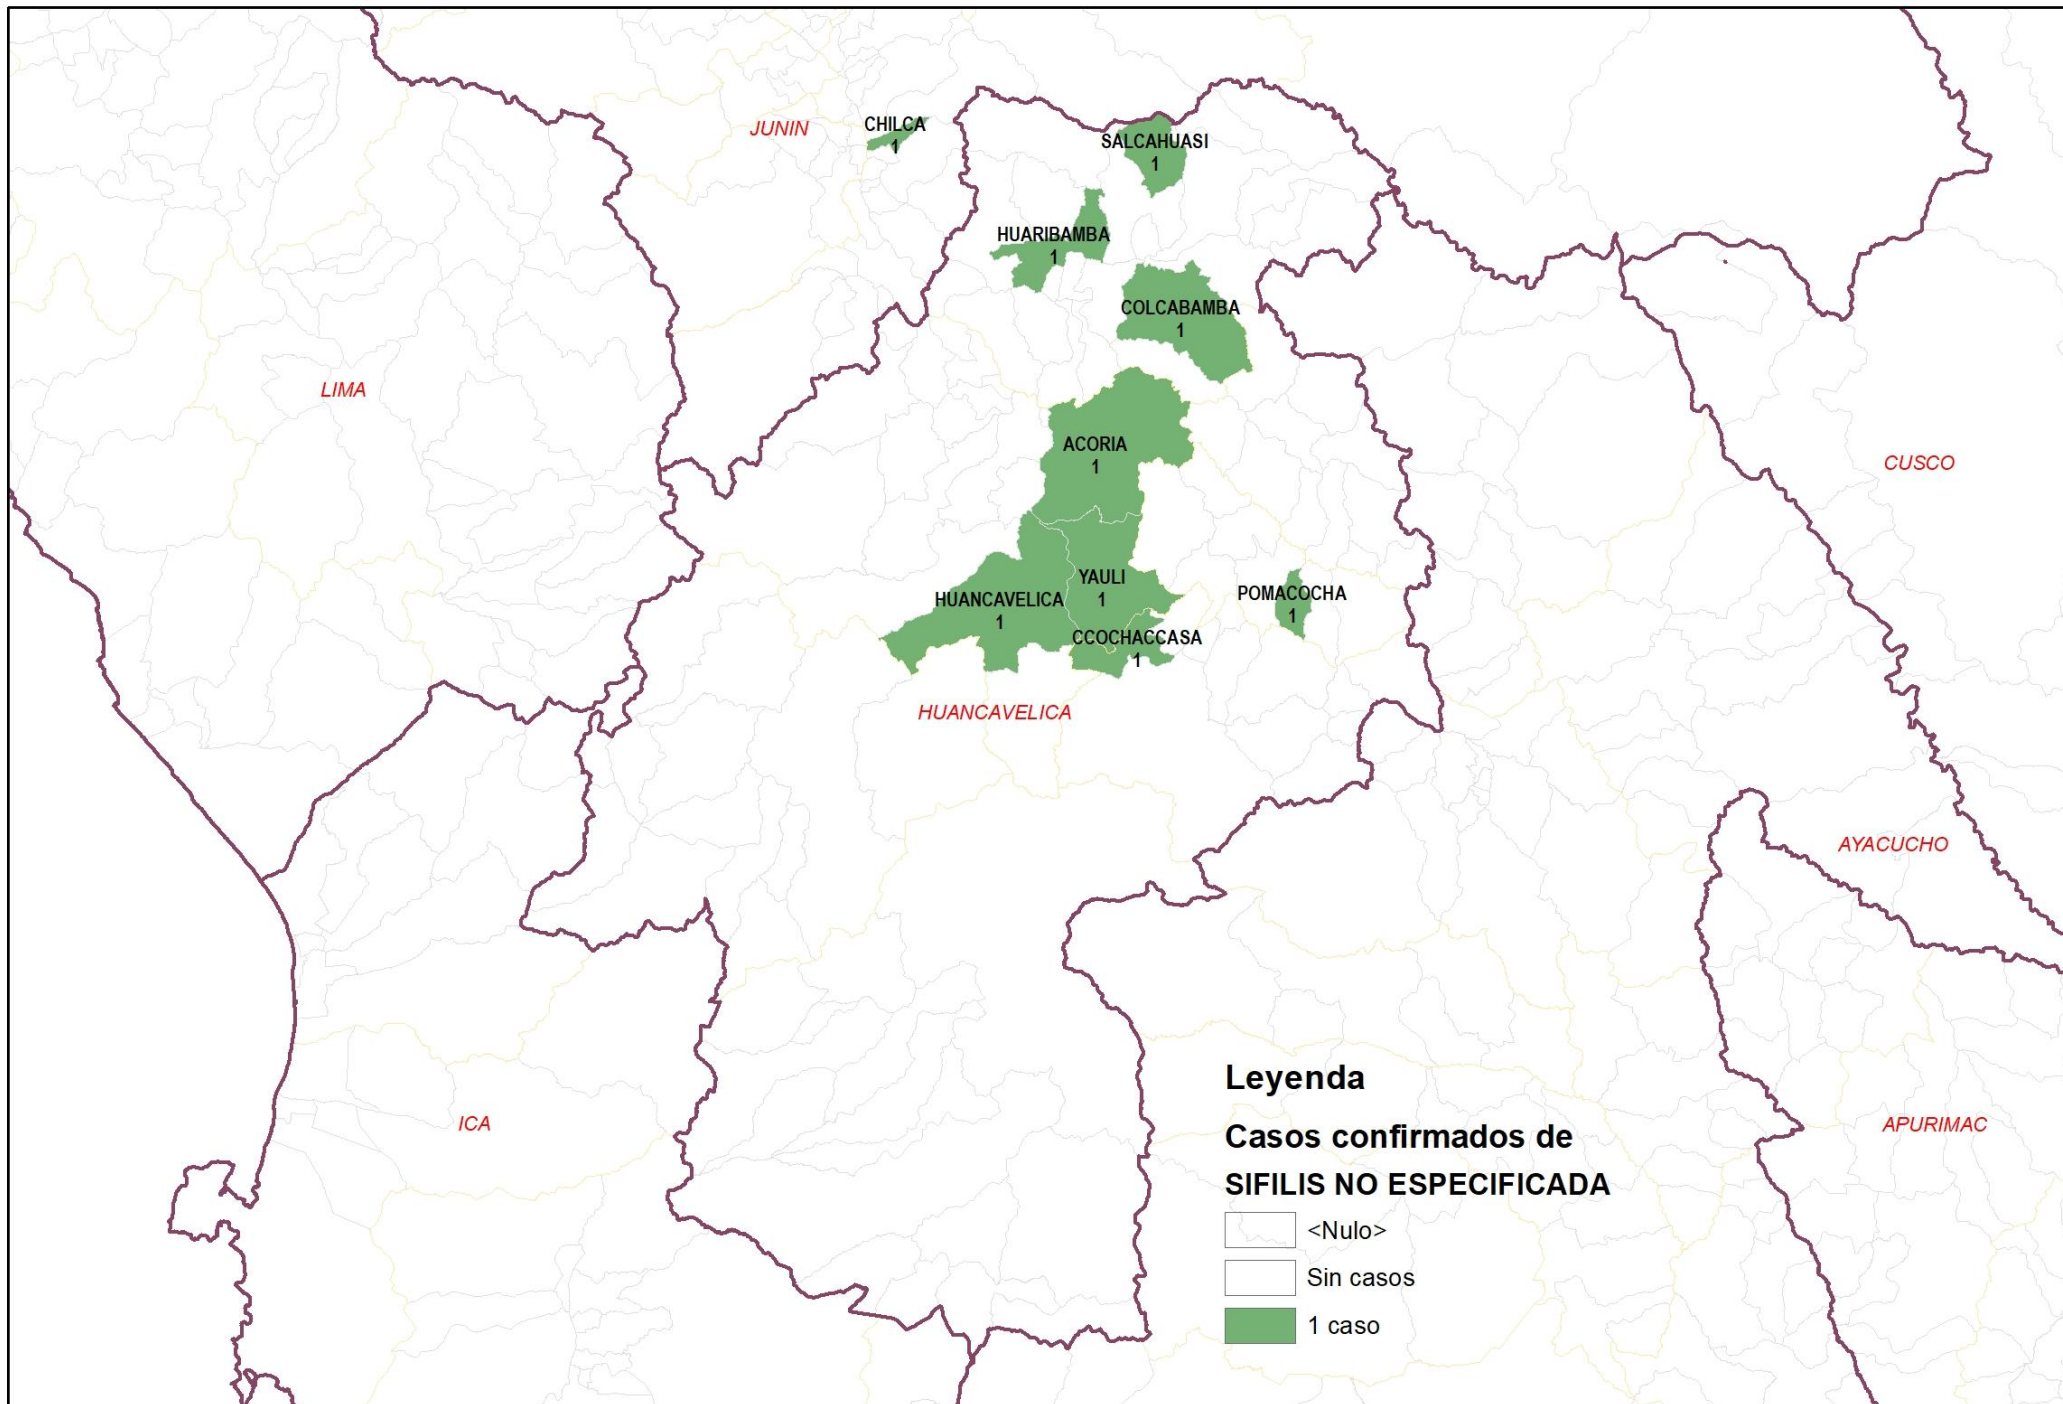 CHILCA
1
JUNIN
SALCAHUASI
1
HUARIBAMBA
1
COLCABAMBA
1
LIMA
ACORIA
1
CUSCO
YAULI
1
HUANCAVELICA
1
POMACOCHA
1
CCOCHACCASA
1
HUANCAVELICA
AYACUCHO
ICA
APURIMAC
Leyenda
Casos confirmados de
SIFILIS NO ESPECIFICADA
<Nulo>
Sin casos
1 caso